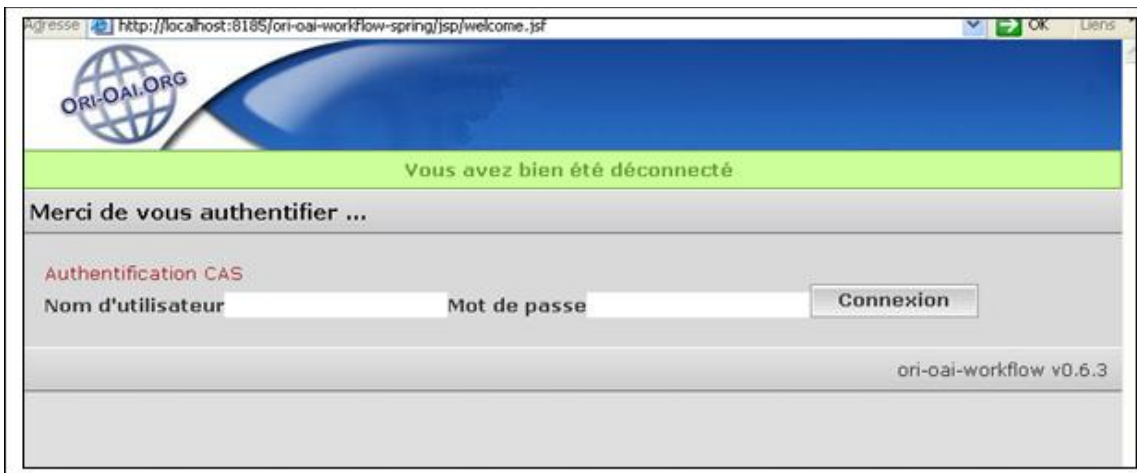 Agresse http://localhost:8185/ori-oai-workflow-spring/jsp/welcome.jsf OK Liens
ORI-OAI.ORG
Vous avez bien été déconnecté
Merci de vous authentifier ...
Authentification CAS
Nom d'utilisateur Mot de passe Connexion
ori-oai-workflow v0.6.3